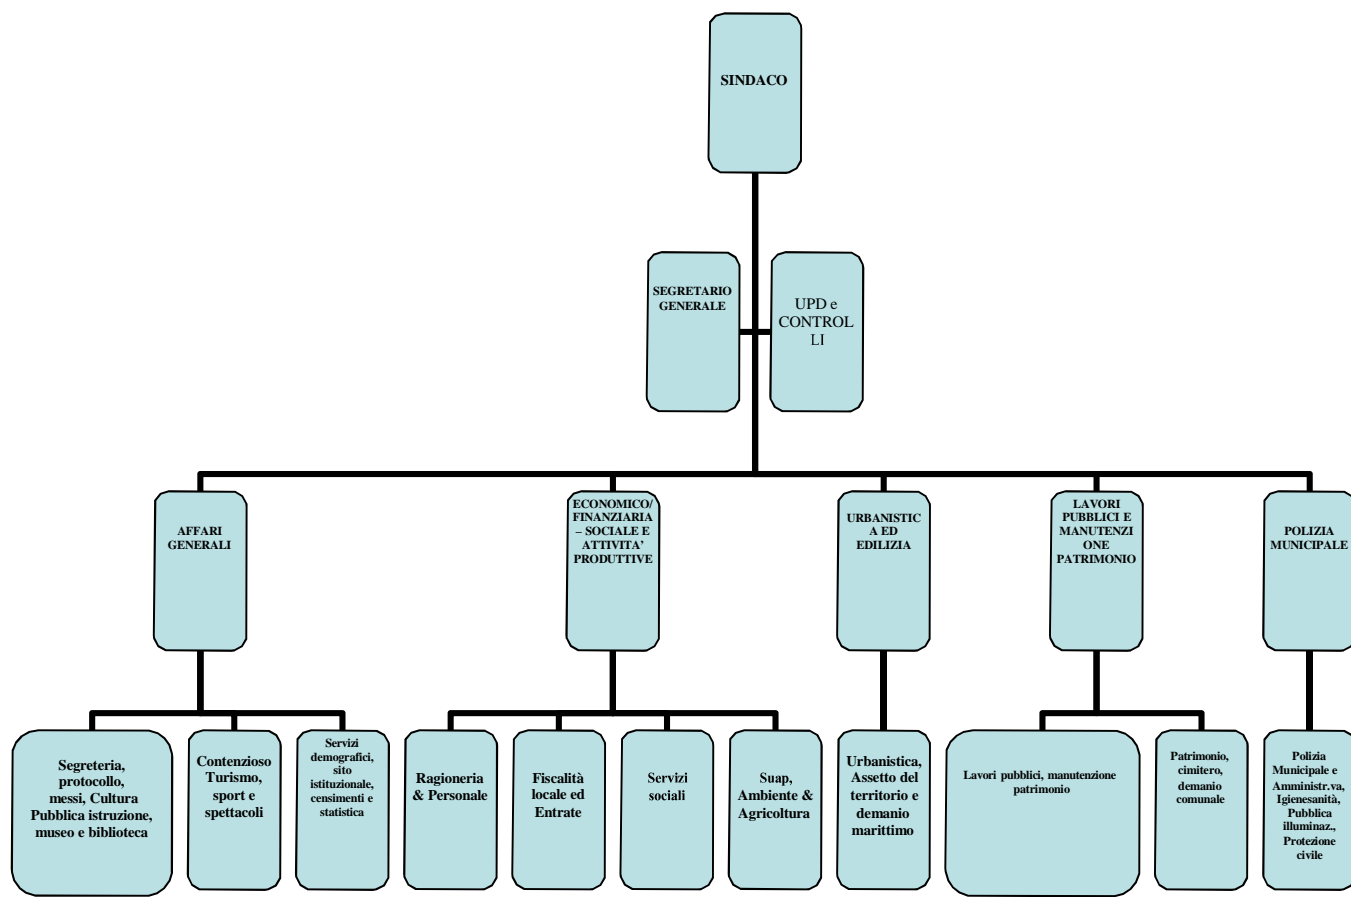 SINDACO
SEGRETARIO
GENERALE
UPD e
CONTROL
LI
AFFARI
GENERALI
ECONOMICO/
FINANZIARIA
– SOCIALE E
ATTIVITA’
PRODUTTIVE
URBANISTIC
A ED
EDILIZIA
LAVORI
PUBBLICI E
MANUTENZI
ONE
PATRIMONIO
POLIZIA
MUNICIPALE
Segreteria,
protocollo,
messi, Cultura
Pubblica istruzione,
museo e biblioteca
Contenzioso
Turismo,
sport e
spettacoli
Servizi
demografici,
sito
istituzionale,
censimenti e
statistica
Ragioneria
& Personale
Fiscalità
locale ed
Entrate
Servizi
sociali
Suap,
Ambiente &
Agricoltura
Urbanistica,
Assetto del
territorio e
demanio
marittimo
Lavori pubblici, manutenzione
patrimonio
Patrimonio,
cimitero,
demanio
comunale
Polizia
Municipale e
Amministr.va,
Igienesanità,
Pubblica
illuminaz.,
Protezione
civile